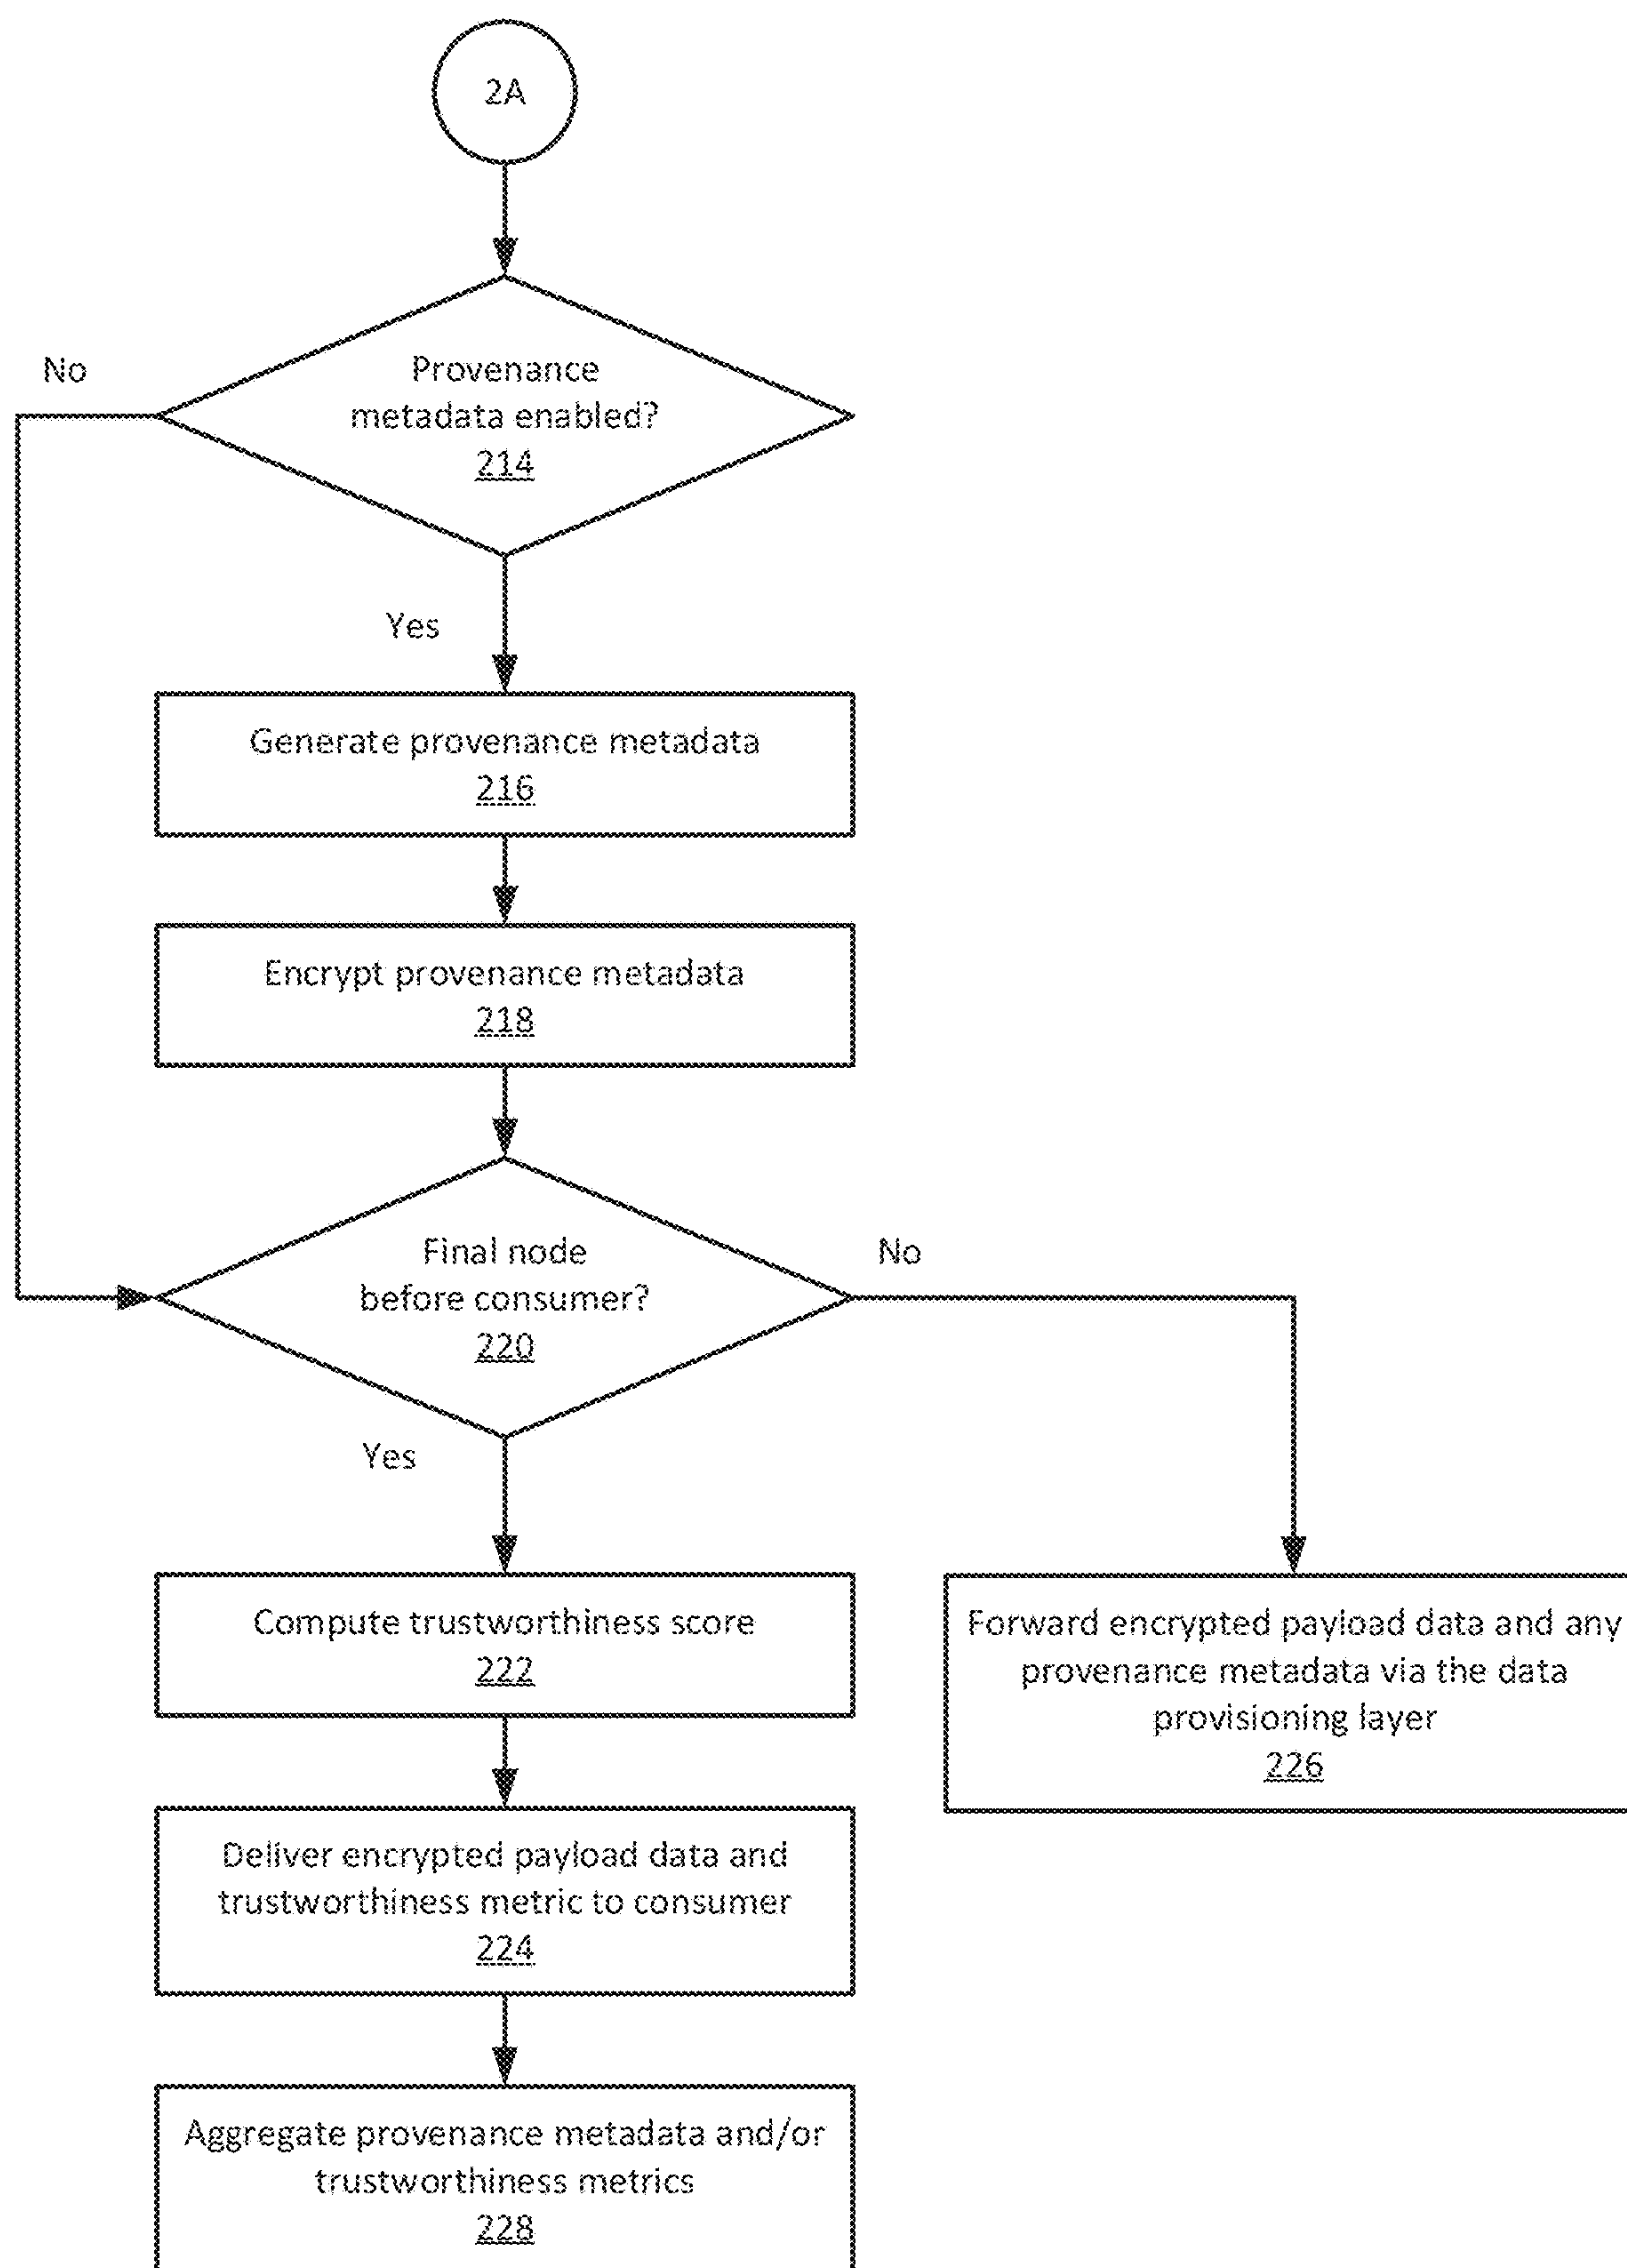 2A
No
Provenance
metadata enabled?
214
Yes
Generate provenance metadata
216
Encrypt provenance metadata
218
Final node
before consumer?
220
No
Yes
Compute trustworthiness score
222
Forward encrypted payload data and any
provenance metadata via the data
provisioning layer
226
Deliver encrypted payload data and
trustworthiness metric to consumer
224
Aggregate provenance metadata and/or
trustworthiness metrics
228